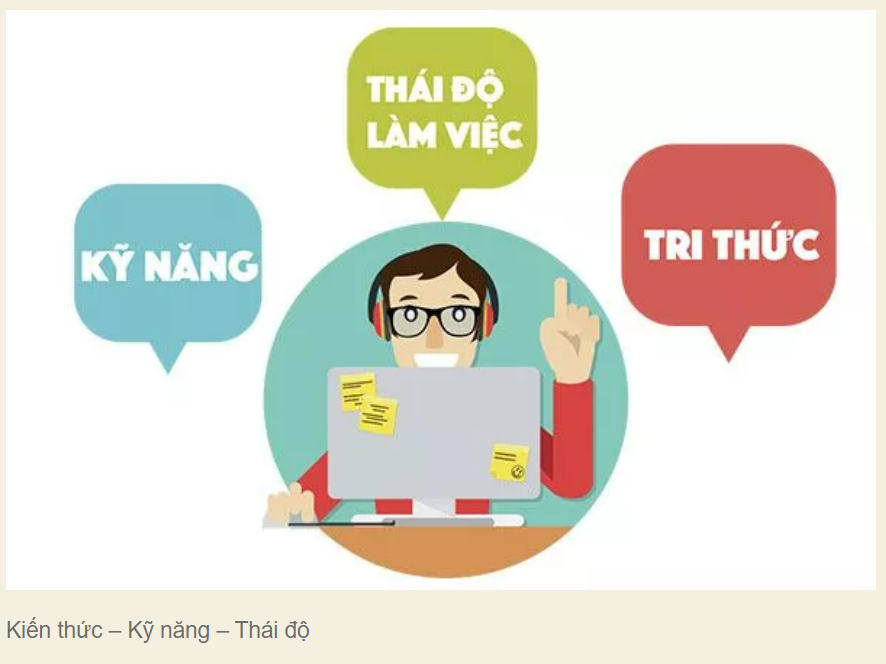 THÁI ĐỘ
LÀM VIỆC
KỸ NĂNG
TRI THỨC
Kiến thức – Kỹ năng – Thái độ